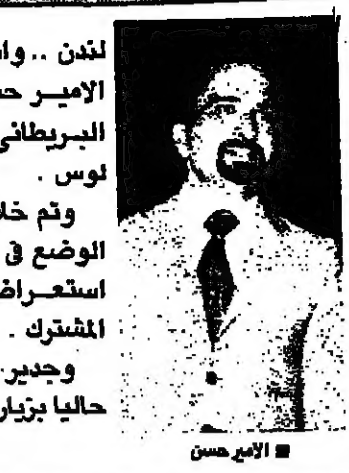 لندن .. وا
الامير حس
البريطاني
لوس .
وتم خلا
الوضع في
استعراض
المشترك .
وجدير
حاليا بزيار
الامير حسن